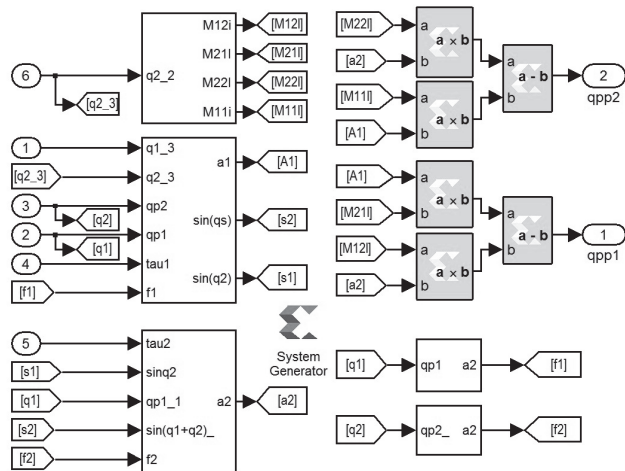 6
q2_2
M12i
M21I
M22I
M11i
[M12I]
[M21I]
[M22I]
[M11I]
[q2_3]
[M22I]
[a2]
a
b
a × b
[M11I]
[A1]
a
b
a × b
a
b
a - b
2
qpp2
1
[q2_3]
3
[q2]
2
[q1]
4
[f1]
q1_3
q2_3
qp2
qp1
tau1
f1
a1
sin(qs)
sin(q2)
[A1]
[s2]
[s1]
[A1]
[M21I]
a
b
a × b
[M12I]
[a2]
a
b
a × b
a
b
a - b
1
qpp1
System
Generator
5
[s1]
[q1]
[s2]
[f2]
tau2
sinq2
qp1_1
sin(q1+q2)_
f2
a2
[a2]
[q1]
qp1
a2
[f1]
[q2]
qp2_
a2
[f2]